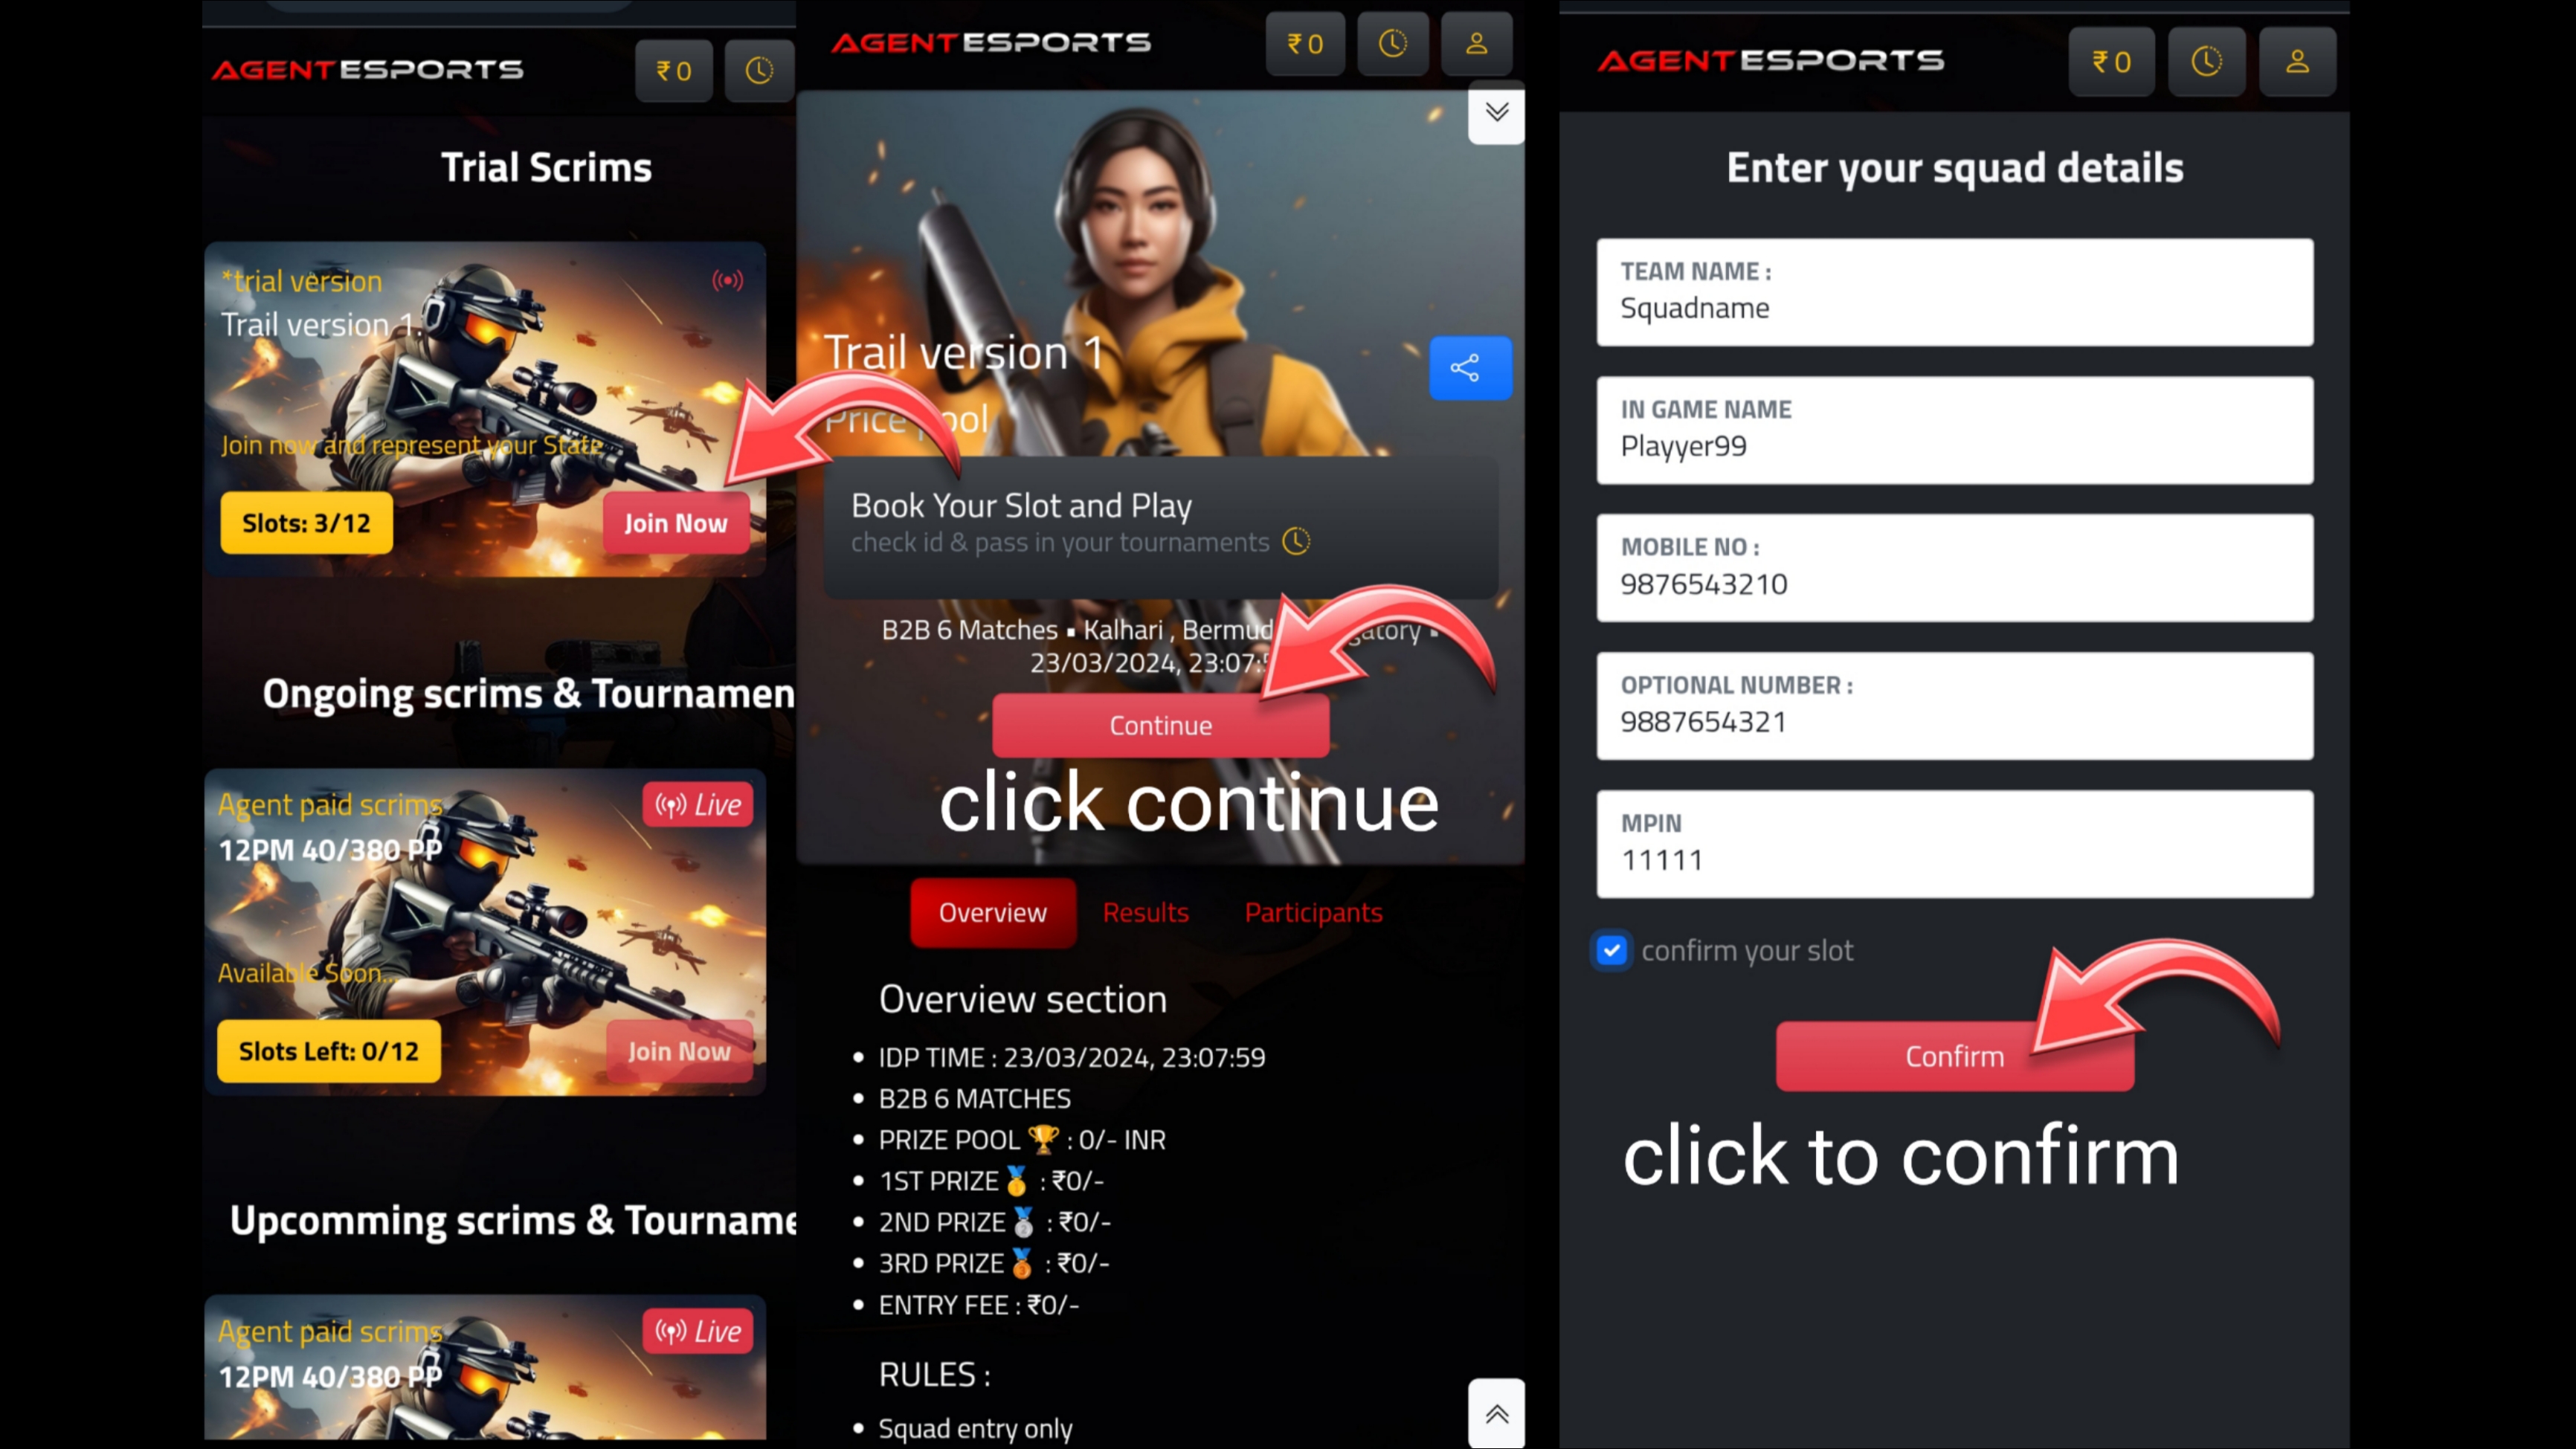 AGENTESPORTS
₹ 0
Trial Scrims
*trial version
Trail version 1.
Join now and represent your State
Slots: 3/12
Join Now
Ongoing scrims & Tournamen
Agent paid scrims
Live
12PM 40/380 PP
Available Soon...
Slots Left: 0/12
Join Now
Upcomming scrims & Tourname
Agent paid scrims
Live
12PM 40/380 PP
AGENTESPORTS
₹ 0
Trail version 1
Price ool
Book Your Slot and Play
check id & pass in your tournaments
B2B 6 Matches ▪ Kalhari , Bermud gatory ▪
23/03/2024, 23:07:5
Continue
click continue
Overview
Results
Participants
Overview section
• IDP TIME : 23/03/2024, 23:07:59
• B2B 6 MATCHES
• PRIZE POOL 🏆 : 0/- INR
• 1ST PRIZE 🥇 : ₹0/-
• 2ND PRIZE 🥈 : ₹0/-
• 3RD PRIZE 🥉 : ₹0/-
• ENTRY FEE : ₹0/-
RULES :
• Squad entry only
AGENTESPORTS
₹ 0
Enter your squad details
TEAM NAME :
Squadname
IN GAME NAME
Playyer99
MOBILE NO :
9876543210
OPTIONAL NUMBER :
9887654321
MPIN
11111
confirm your slot
Confirm
click to confirm